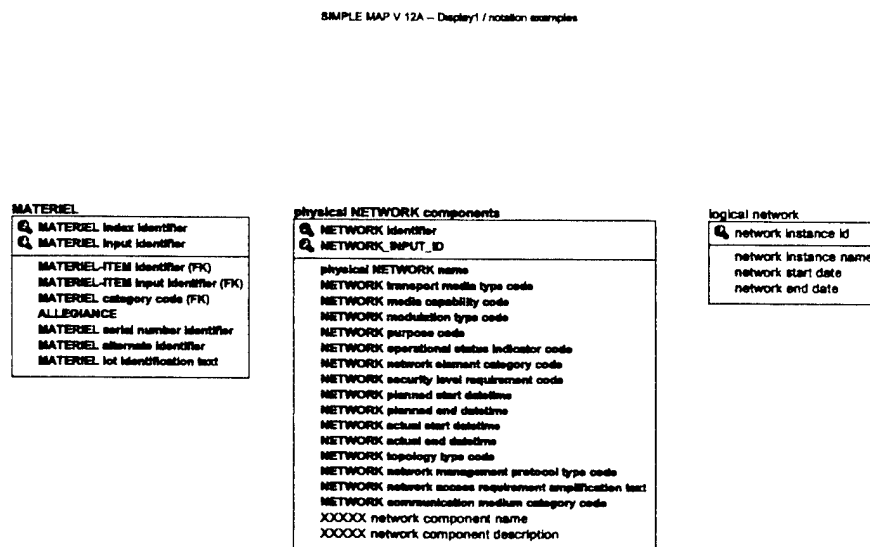 SIMPLE MAP V 12A -- Display1 / notation examples
MATERIEL
MATERIEL Index Identifier
MATERIEL Input Identifier
MATERIEL-ITEM Identifier (FK)
MATERIEL-ITEM Input Identifier (FK)
MATERIEL category code (FK)
ALLEGIANCE
MATERIEL serial number identifier
MATERIEL alternate identifier
MATERIEL lot identification text
physical NETWORK components
NETWORK Identifier
NETWORK_INPUT_ID
physical NETWORK name
NETWORK transport media type code
NETWORK media capability code
NETWORK modulation type code
NETWORK purpose code
NETWORK operational status indicator code
NETWORK network element category code
NETWORK security level requirement code
NETWORK planned start datetime
NETWORK planned end datetime
NETWORK actual start datetime
NETWORK actual end datetime
NETWORK topology type code
NETWORK network management protocol type code
NETWORK network access requirement amplification text
NETWORK communication medium category code
XXXXX network component name
XXXXX network component description
logical network
network instance id
network instance name
network start date
network end date